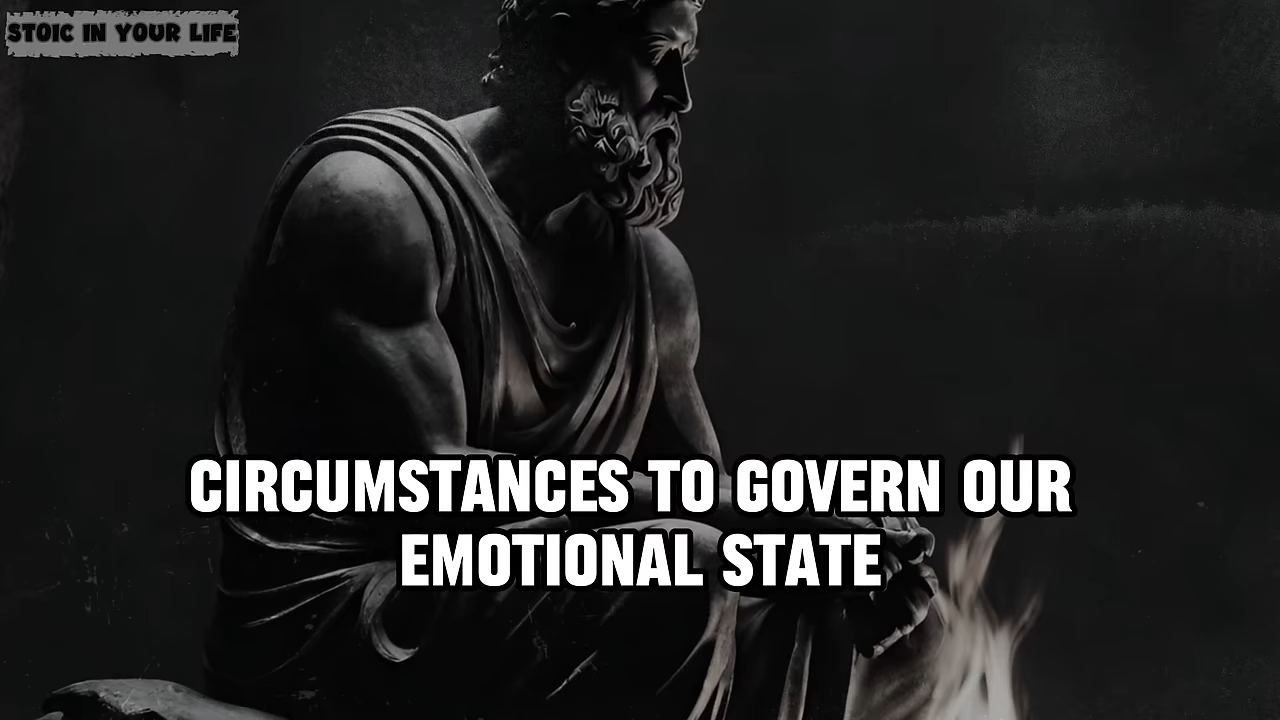 STOIC IN YOUR LIFE
CIRCUMSTANCES TO GOVERN OUR
EMOTIONAL STATE